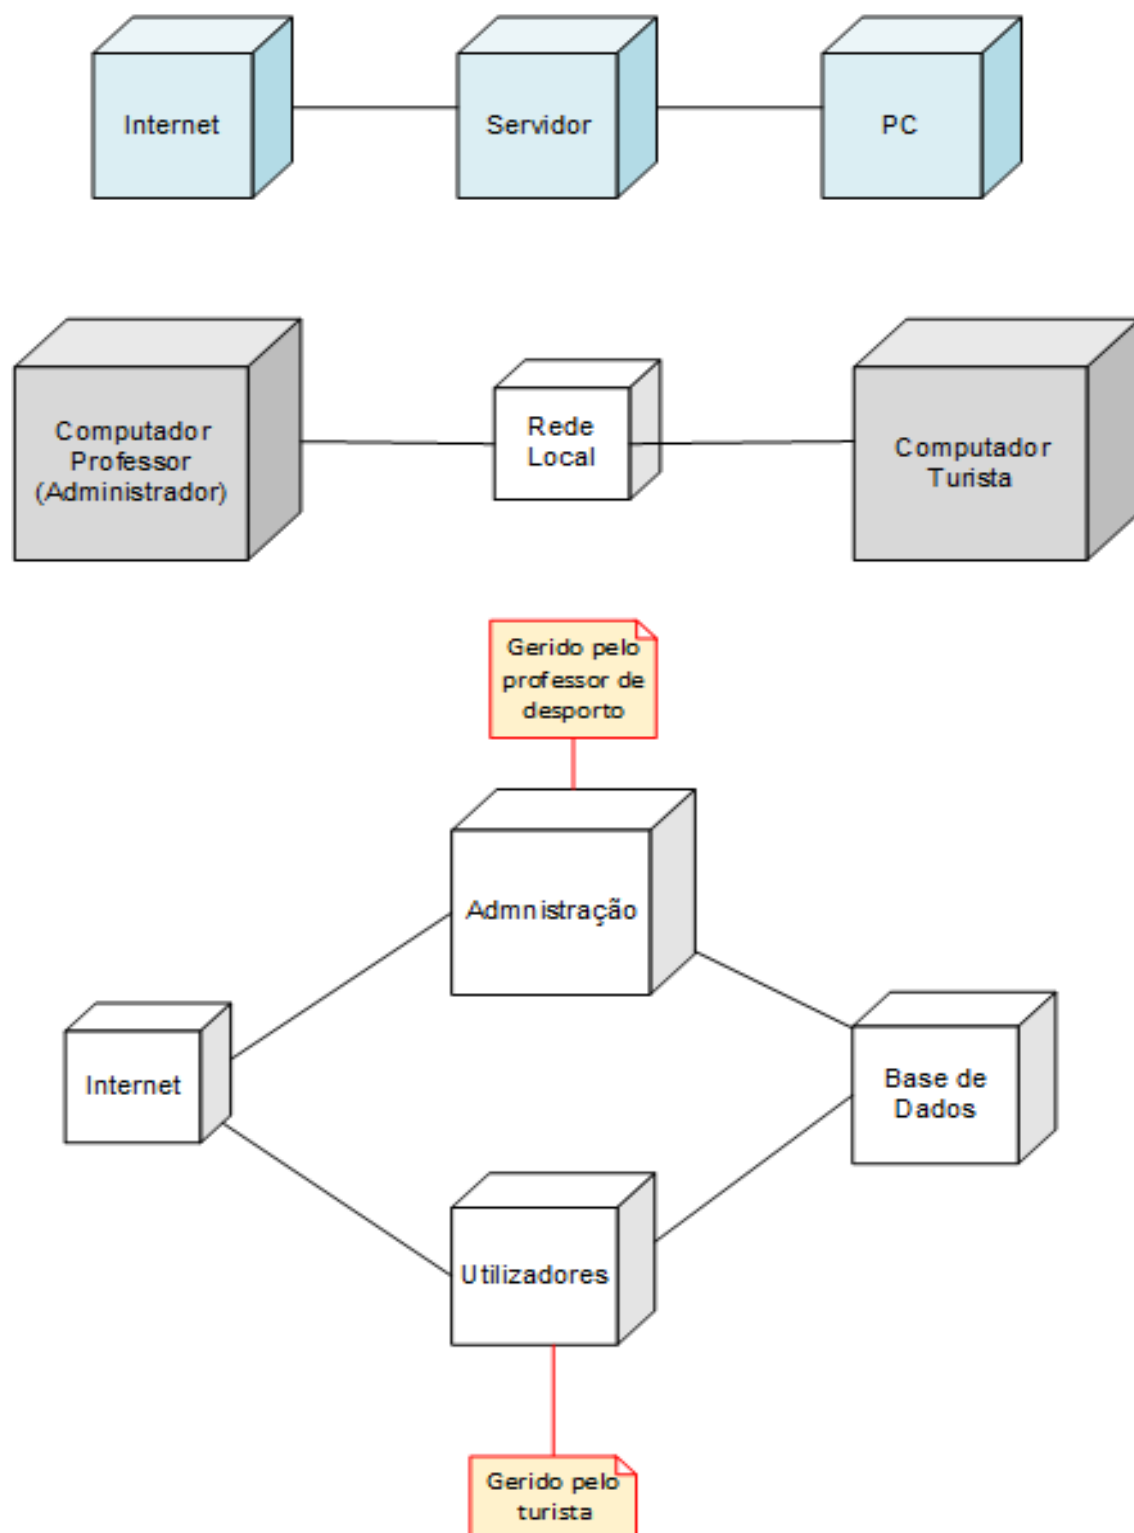 Internet
Servidor
PC
Computador
Professor
(Administrador)
Rede
Local
Computador
Turista
Gerido pelo
professor de
desporto
Admnistração
Internet
Base de
Dados
Utilizadores
Gerido pelo
turista